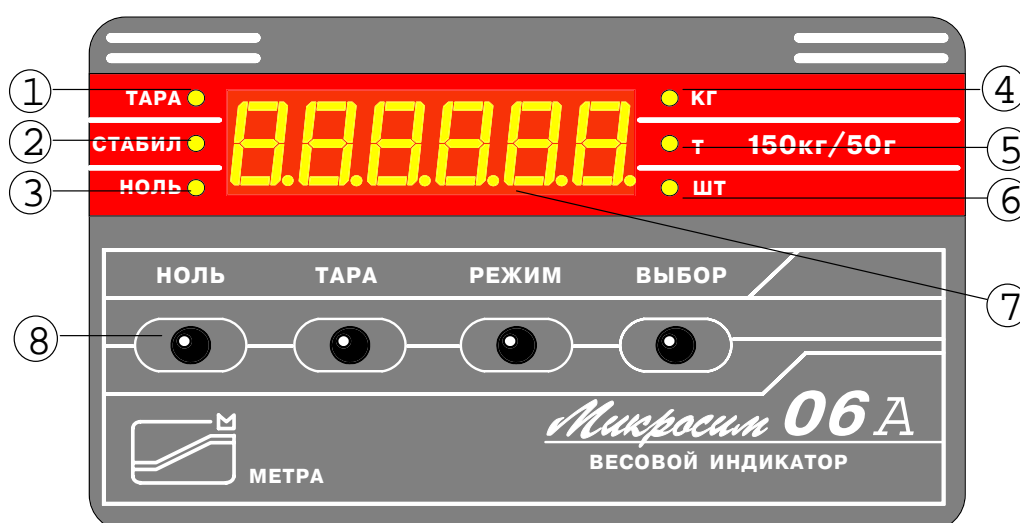 1 ТАРА КГ 4
2 СТАБИЛ Т 150кг/50г 5
3 НОЛЬ ШТ 6
888888
7
НОЛЬ ТАРА РЕЖИМ ВЫБОР
8
Микросим 06 А
ВЕСОВОЙ ИНДИКАТОР
М
МЕТРА